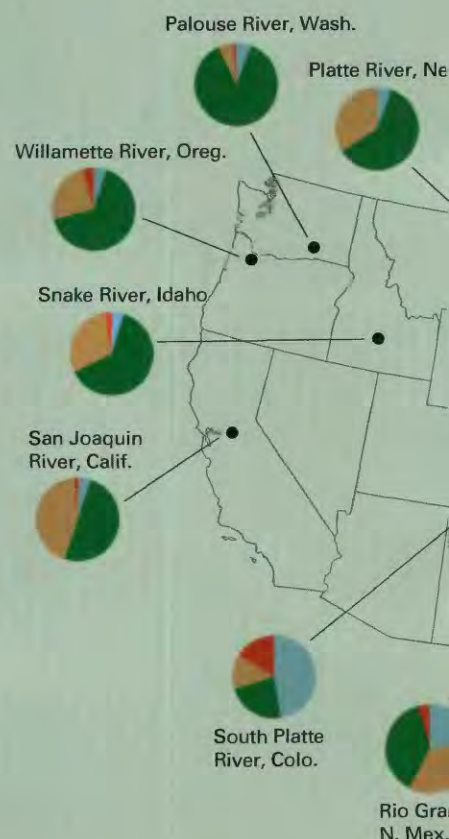 Palouse River, Wash.
Platte River, Ne
Willamette River, Oreg.
Snake River, Idaho
San Joaquin
River, Calif.
South Platte
River, Colo.
Rio Gra
N. Mex.